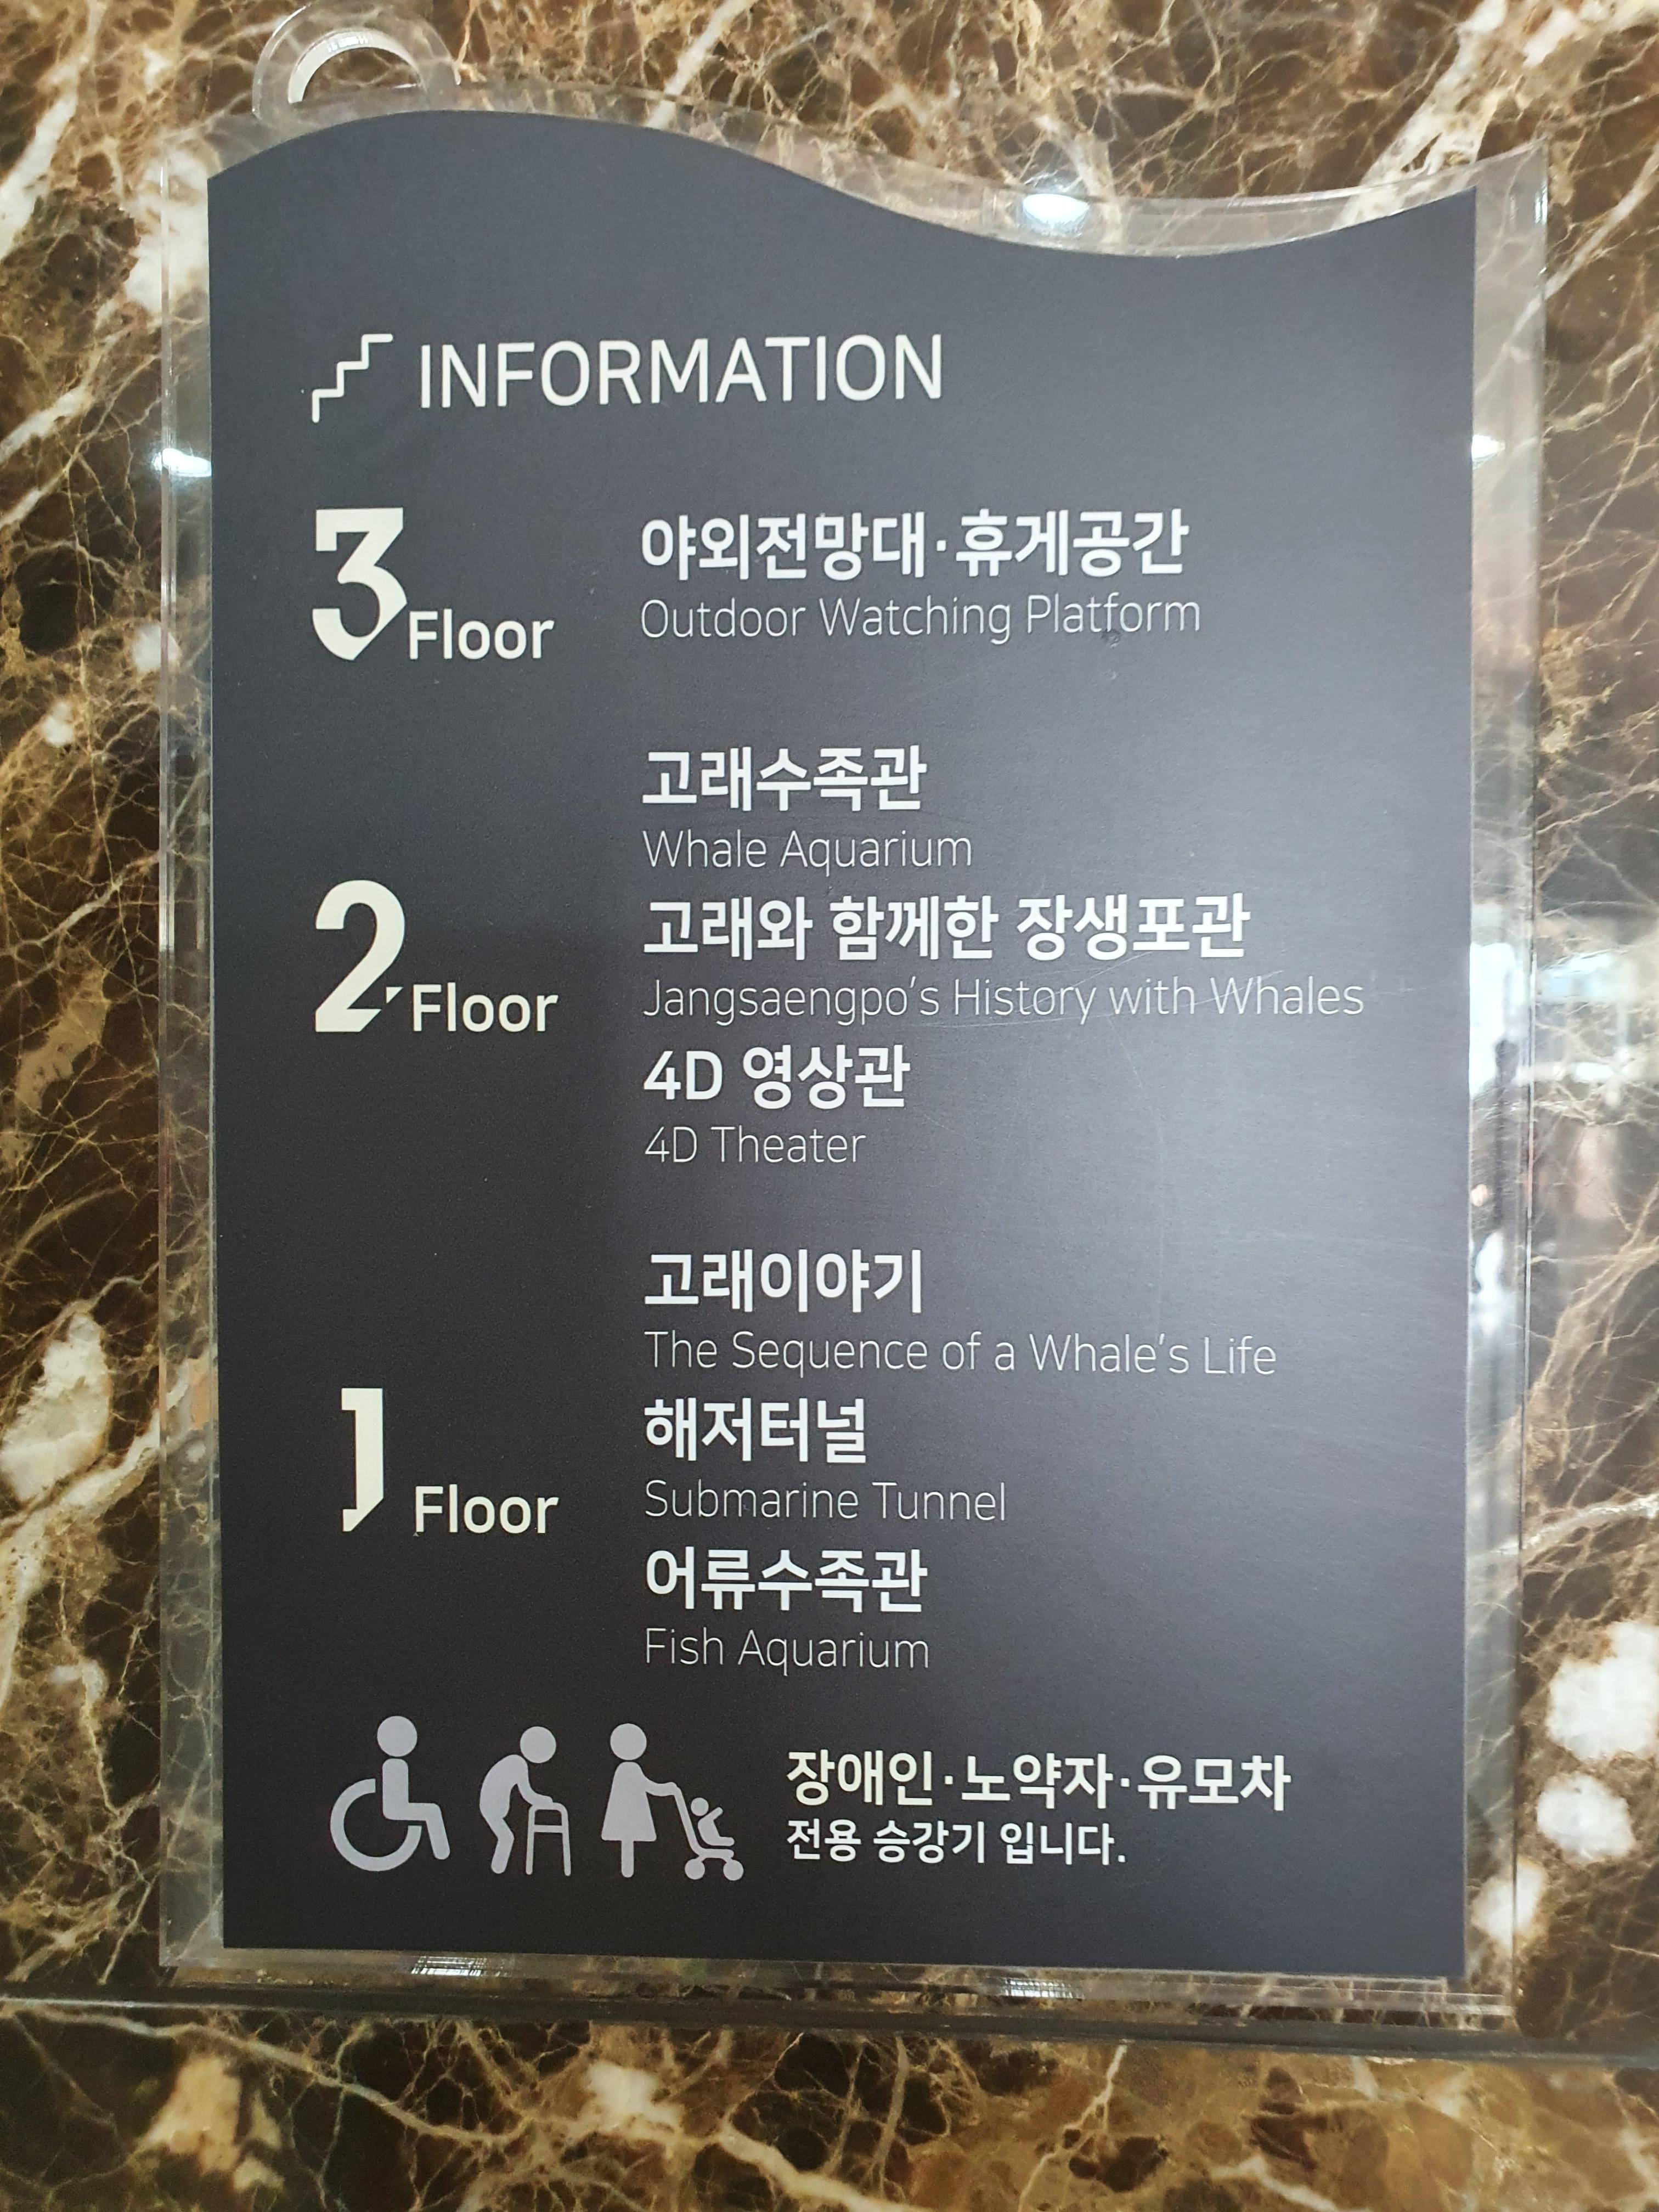 INFORMATION
3 Floor
야외전망대·휴게공간
Outdoor Watching Platform
2 Floor
고래수족관
Whale Aquarium
고래와 함께한 장생포관
Jangsaengpo's History with Whales
4D 영상관
4D Theater
1 Floor
고래이야기
The Sequence of a Whale's Life
해저터널
Submarine Tunnel
어류수족관
Fish Aquarium
장애인·노약자·유모차
전용 승강기 입니다.